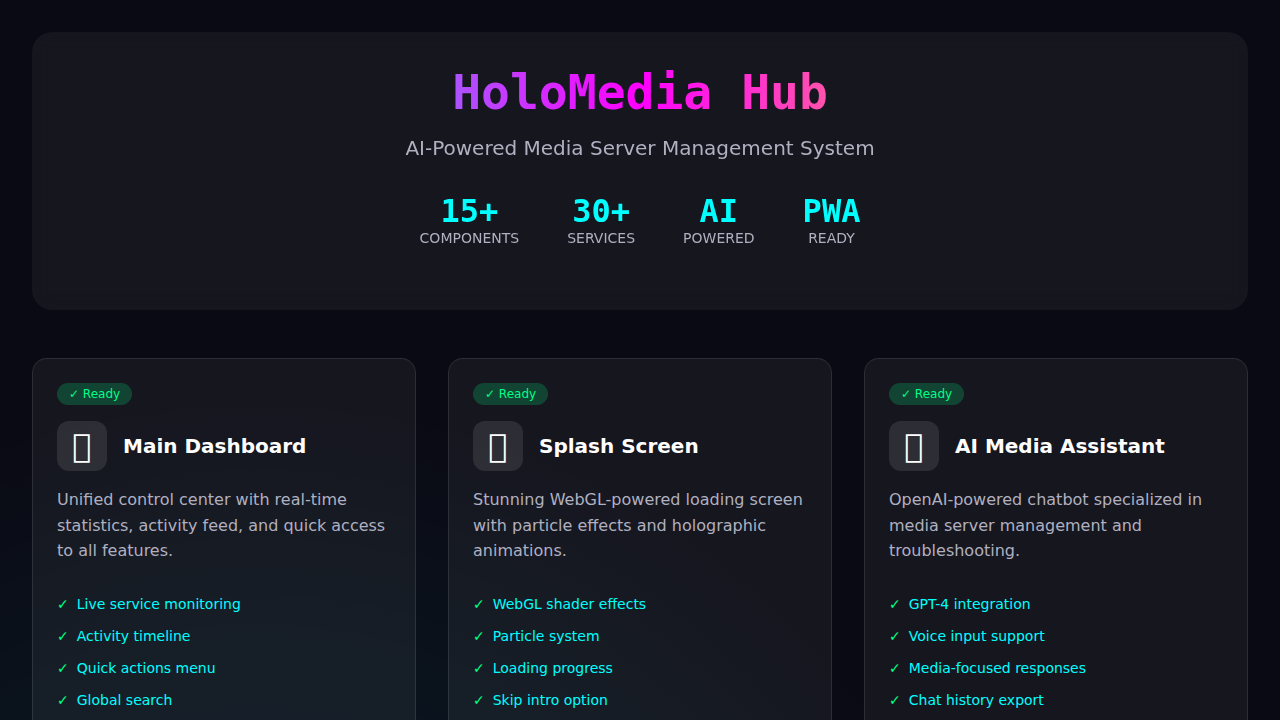 HoloMedia Hub
AI-Powered Media Server Management System
15+
COMPONENTS
30+
SERVICES
AI
POWERED
PWA
READY
✓ Ready
Main Dashboard
Unified control center with real-time
statistics, activity feed, and quick access
to all features.
✓ Live service monitoring
✓ Activity timeline
✓ Quick actions menu
✓ Global search
✓ Ready
Splash Screen
Stunning WebGL-powered loading screen
with particle effects and holographic
animations.
✓ WebGL shader effects
✓ Particle system
✓ Loading progress
✓ Skip intro option
✓ Ready
AI Media Assistant
OpenAI-powered chatbot specialized in
media server management and
troubleshooting.
✓ GPT-4 integration
✓ Voice input support
✓ Media-focused responses
✓ Chat history export